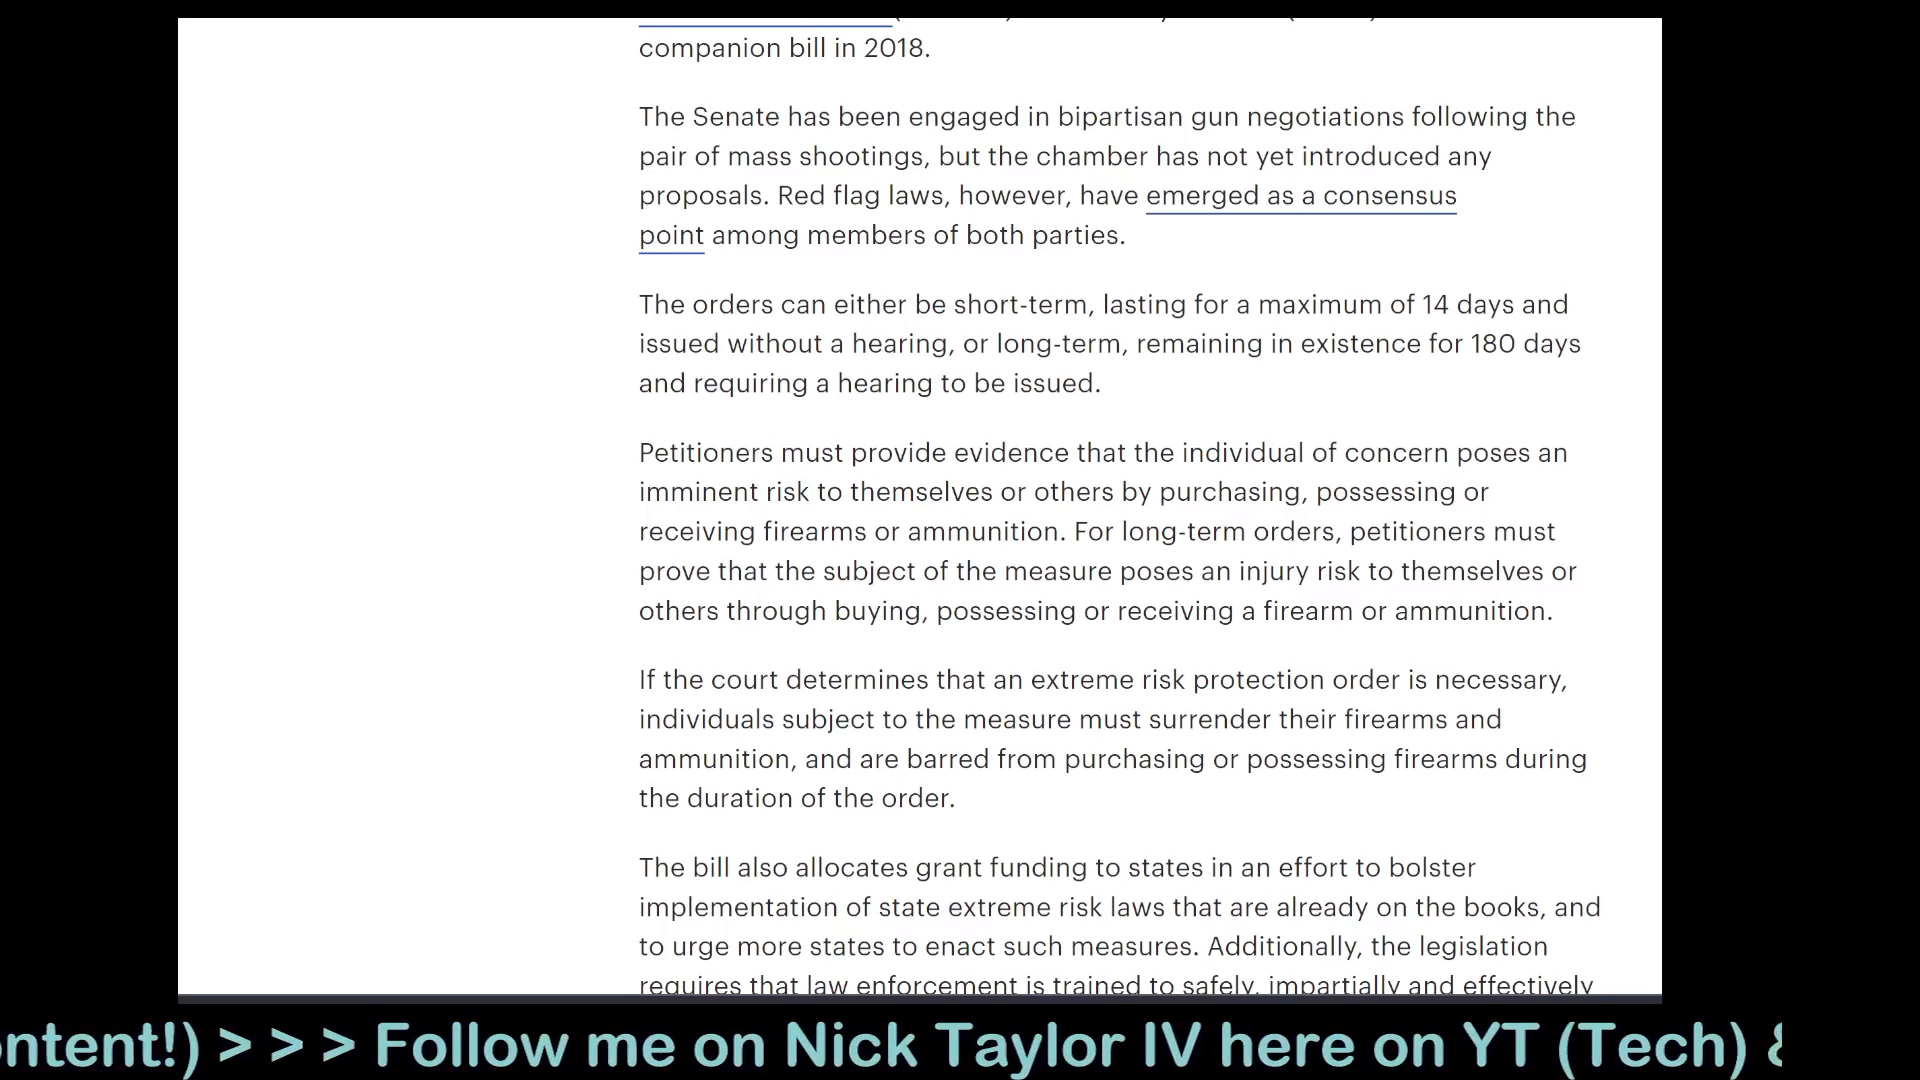 companion bill in 2018.
The Senate has been engaged in bipartisan gun negotiations following the
pair of mass shootings, but the chamber has not yet introduced any
proposals. Red flag laws, however, have emerged as a consensus
point among members of both parties.
The orders can either be short-term, lasting for a maximum of 14 days and
issued without a hearing, or long-term, remaining in existence for 180 days
and requiring a hearing to be issued.
Petitioners must provide evidence that the individual of concern poses an
imminent risk to themselves or others by purchasing, possessing or
receiving firearms or ammunition. For long-term orders, petitioners must
prove that the subject of the measure poses an injury risk to themselves or
others through buying, possessing or receiving a firearm or ammunition.
If the court determines that an extreme risk protection order is necessary,
individuals subject to the measure must surrender their firearms and
ammunition, and are barred from purchasing or possessing firearms during
the duration of the order.
The bill also allocates grant funding to states in an effort to bolster
implementation of state extreme risk laws that are already on the books, and
to urge more states to enact such measures. Additionally, the legislation
requires that law enforcement is trained to safely, impartially and effectively
ntent!) > > > Follow me on Nick Taylor IV here on YT (Tech) &